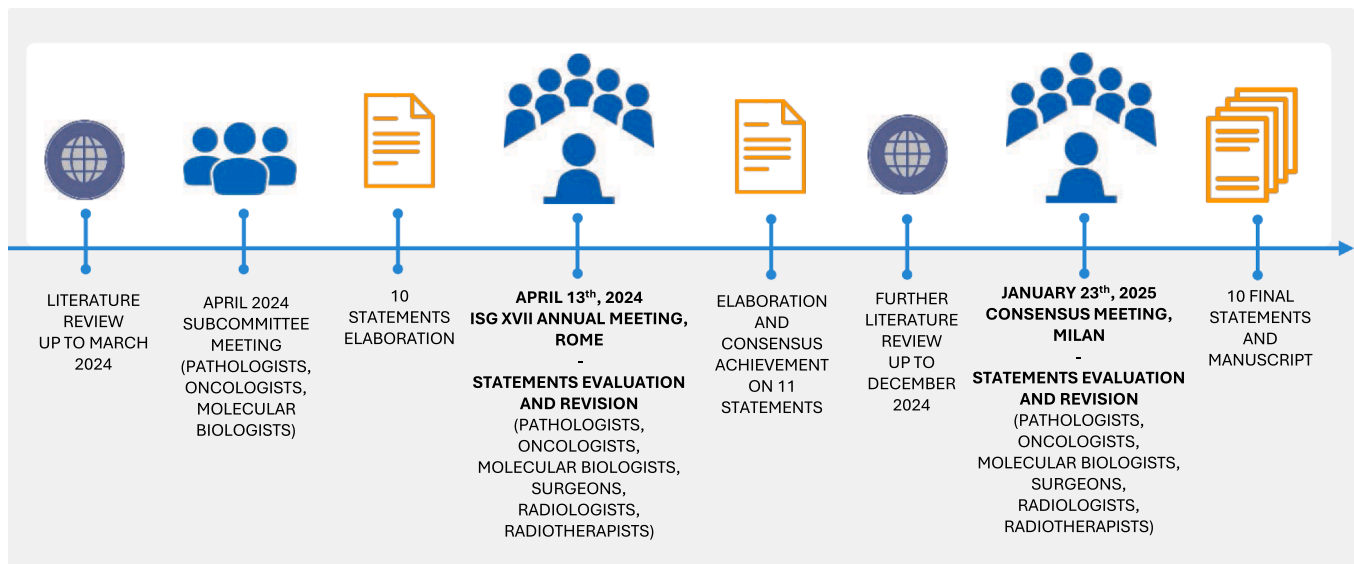 LITERATURE
REVIEW
UP TO MARCH
2024
APRIL 2024
SUBCOMMITTEE
MEETING
(PATHOLOGISTS,
ONCOLOGISTS,
MOLECULAR
BIOLOGISTS)
10
STATEMENTS
ELABORATION
APRIL 13th, 2024
ISG XVII ANNUAL MEETING,
ROME
-
STATEMENTS EVALUATION
AND REVISION
(PATHOLOGISTS,
ONCOLOGISTS,
MOLECULAR BIOLOGISTS,
SURGEONS,
RADIOLOGISTS,
RADIOTHERAPISTS)
ELABORATION
AND
CONSENSUS
ACHIEVEMENT
ON 11
STATEMENTS
FURTHER
LITERATURE
REVIEW
UP TO
DECEMBER
2024
JANUARY 23th, 2025
CONSENSUS MEETING,
MILAN
-
STATEMENTS EVALUATION
AND REVISION
(PATHOLOGISTS,
ONCOLOGISTS,
MOLECULAR BIOLOGISTS,
SURGEONS,
RADIOLOGISTS,
RADIOTHERAPISTS)
10 FINAL
STATEMENTS
AND
MANUSCRIPT